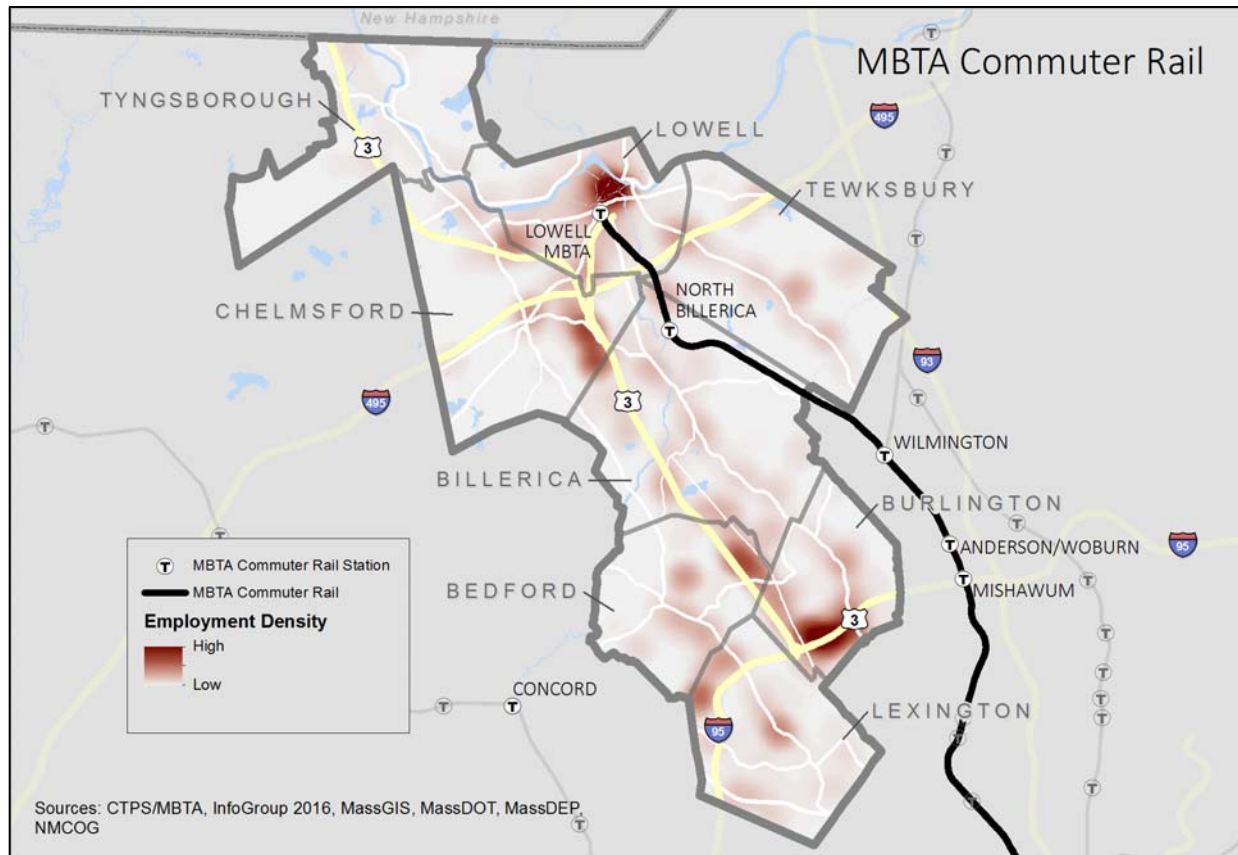 New Hampshire
MBTA Commuter Rail
TYNGSBOROUGH
3
LOWELL
495
TEWKSBURY
T
LOWELL
MBTA
NORTH
BILLERICA
T
CHELMSFORD
93
495
3
T
WILMINGTON
BILLERICA
BURLINGTON
T
ANDERSON/WOBURN
95
T
MISHAWUM
BEDFORD
3
CONCORD
T
LEXINGTON
95
T MBTA Commuter Rail Station
MBTA Commuter Rail
Employment Density
High
Low
Sources: CTPS/MBTA, InfoGroup 2016, MassGIS, MassDOT, MassDEP,
NMCOG